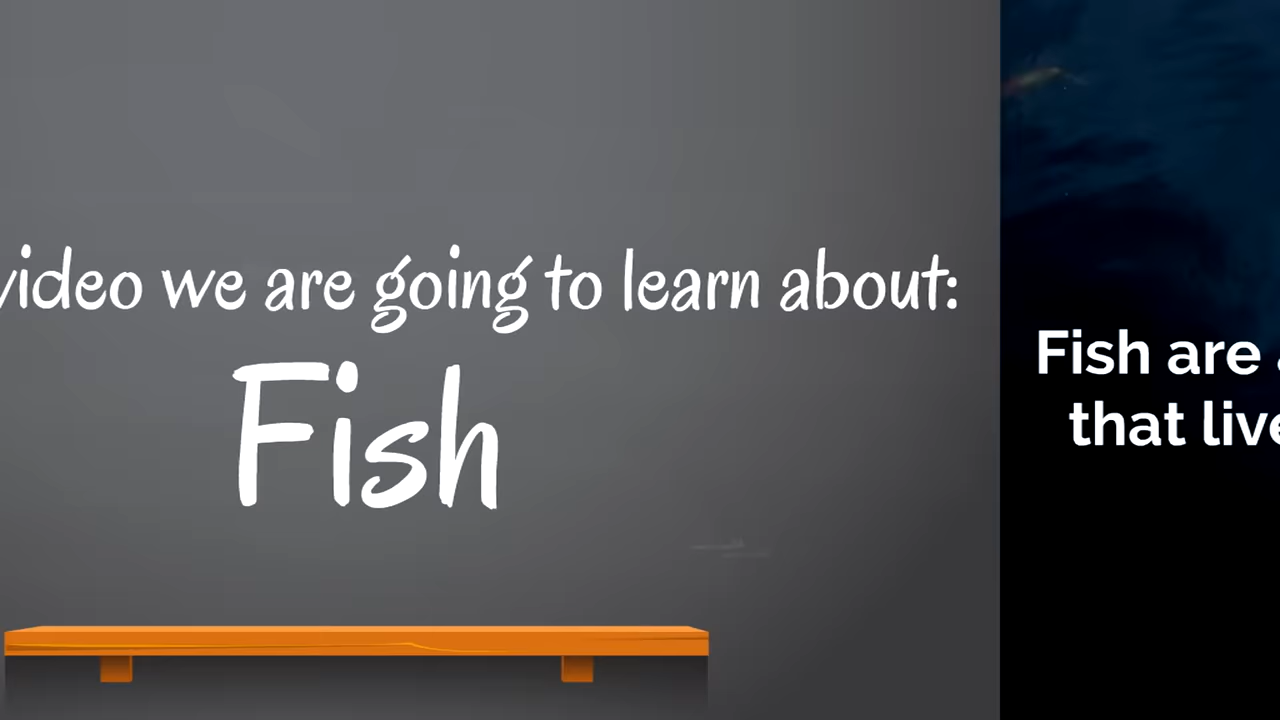 video we are going to learn about:
Fish
Fish are
that live